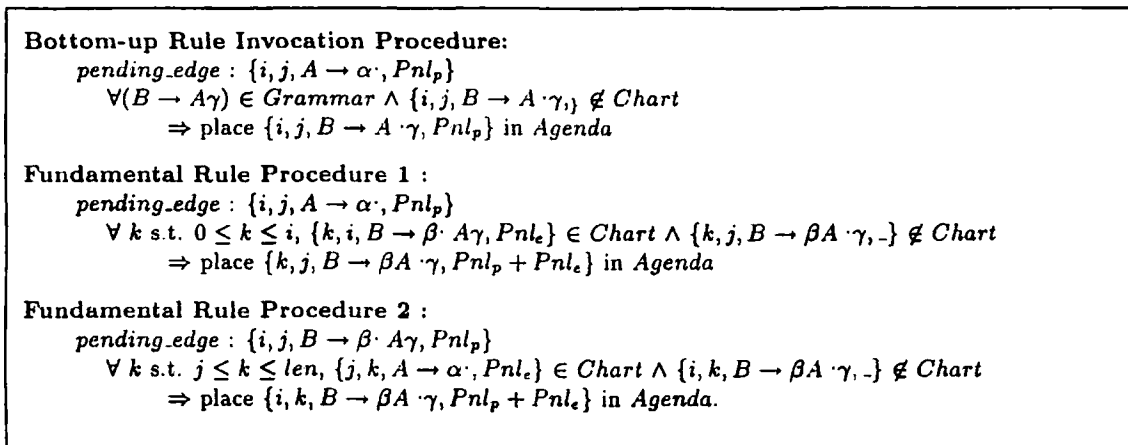 Bottom-up Rule Invocation Procedure:
pending_edge : {i, j, A → α·, Pnl_p}
∀(B → Aγ) ∈ Grammar ∧ {i, j, B → A ·γ,} ∉ Chart
⇒ place {i, j, B → A ·γ, Pnl_p} in Agenda
Fundamental Rule Procedure 1 :
pending_edge : {i, j, A → α·, Pnl_p}
∀ k s.t. 0 ≤ k ≤ i, {k, i, B → β· Aγ, Pnl_e} ∈ Chart ∧ {k, j, B → βA ·γ, _} ∉ Chart
⇒ place {k, j, B → βA ·γ, Pnl_p + Pnl_e} in Agenda
Fundamental Rule Procedure 2 :
pending_edge : {i, j, B → β· Aγ, Pnl_p}
∀ k s.t. j ≤ k ≤ len, {j, k, A → α·, Pnl_e} ∈ Chart ∧ {i, k, B → βA ·γ, _} ∉ Chart
⇒ place {i, k, B → βA ·γ, Pnl_p + Pnl_e} in Agenda.